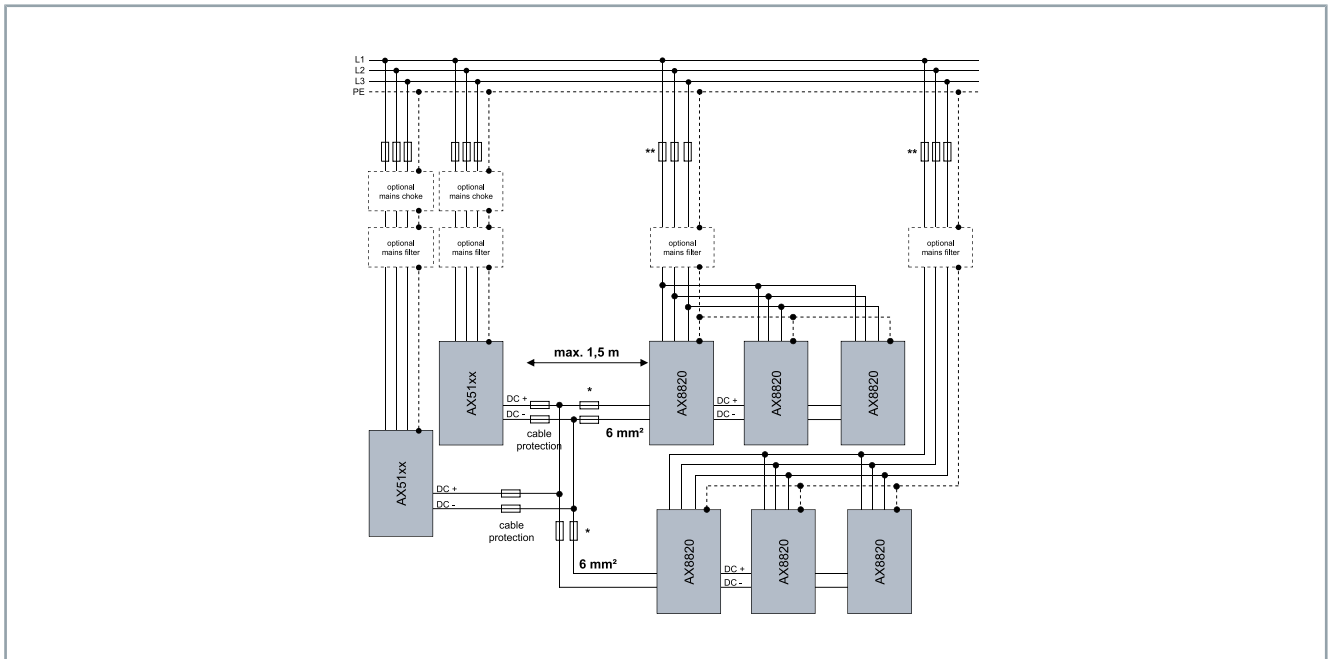 L1
L2
L3
PE
**
**
optional
mains choke
optional
mains choke
optional
mains filter
optional
mains filter
optional
mains filter
optional
mains filter
max. 1,5 m
AX51xx
AX8820
AX8820
AX8820
*
DC +
DC -
DC +
DC -
cable
protection
6 mm²
AX51xx
DC +
DC -
cable
protection
*
6 mm²
AX8820
AX8820
AX8820
DC +
DC -